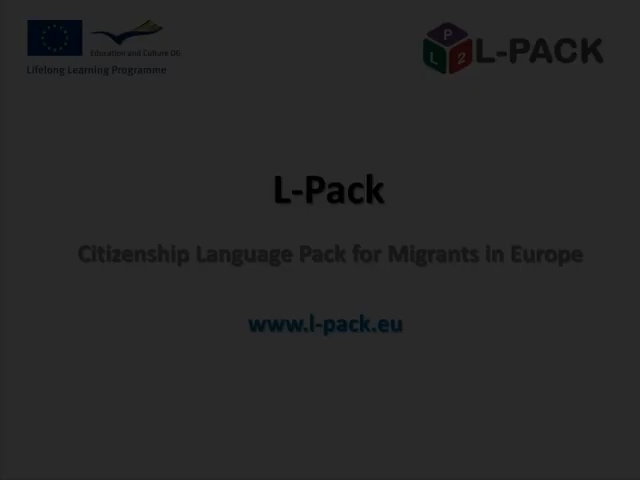 Education and Culture DG
Lifelong Learning Programme
P
L
2
L-PACK
L-Pack
Citizenship Language Pack for Migrants in Europe
www.l-pack.eu